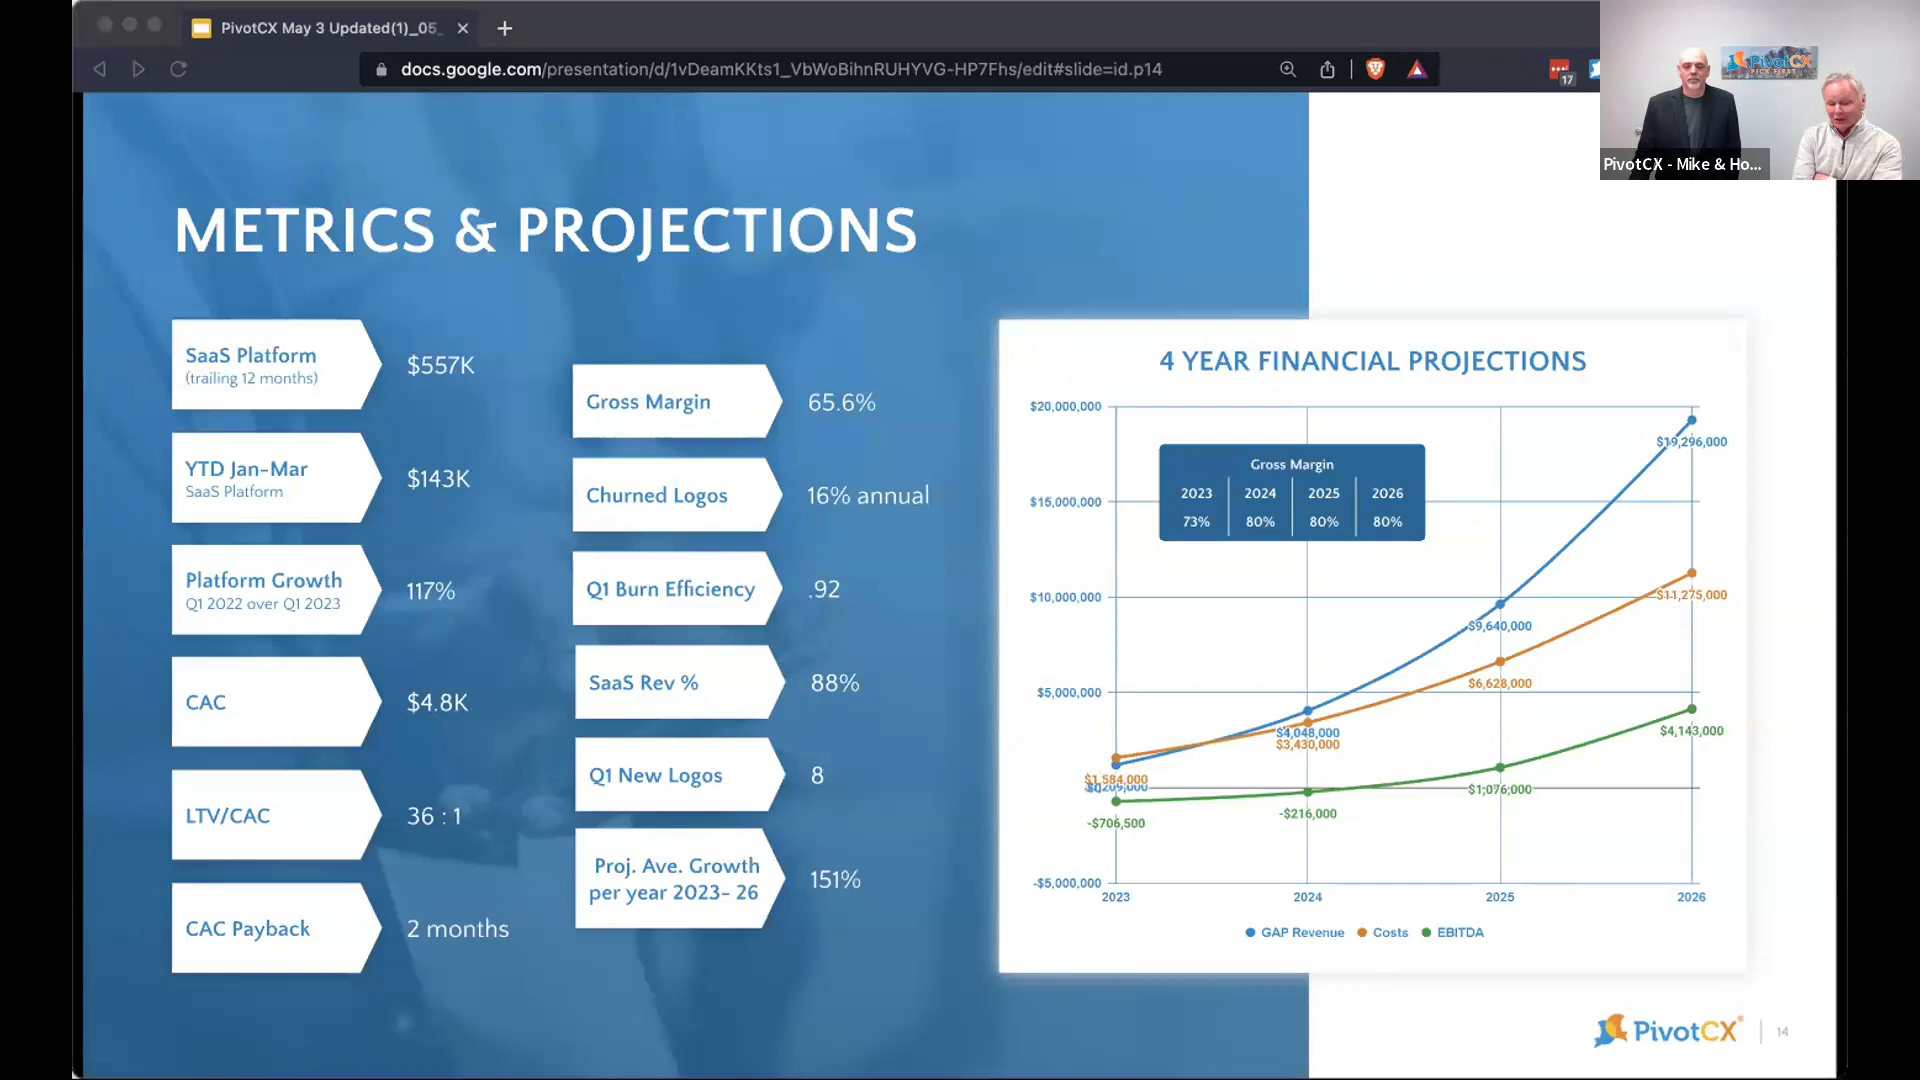 PivotCX May 3 Updated(1)_05_
docs.google.com/presentation/d/1vDeamKKts1_VbWoBihnRUHYVG-HP7Fhs/edit#slide=id.p14
17
PivotCX
PICK FIRST
PivotCX - Mike & Ho...
METRICS & PROJECTIONS
SaaS Platform
(trailing 12 months)
$557K
YTD Jan-Mar
SaaS Platform
$143K
Platform Growth
Q1 2022 over Q1 2023
117%
CAC
$4.8K
LTV/CAC
36 : 1
CAC Payback
2 months
Gross Margin
65.6%
Churned Logos
16% annual
Q1 Burn Efficiency
.92
SaaS Rev %
88%
Q1 New Logos
8
Proj. Ave. Growth
per year 2023- 26
151%
4 YEAR FINANCIAL PROJECTIONS
$20,000,000
$15,000,000
$10,000,000
$5,000,000
-$5,000,000
Gross Margin
2023 2024 2025 2026
73% 80% 80% 80%
$19,296,000
$11,275,000
$9,640,000
$6,628,000
$4,143,000
$4,048,000
$3,430,000
$1,584,000
$1,076,000
-$216,000
-$706,500
2023 2024 2025 2026
GAP Revenue Costs EBITDA
PivotCX®
14